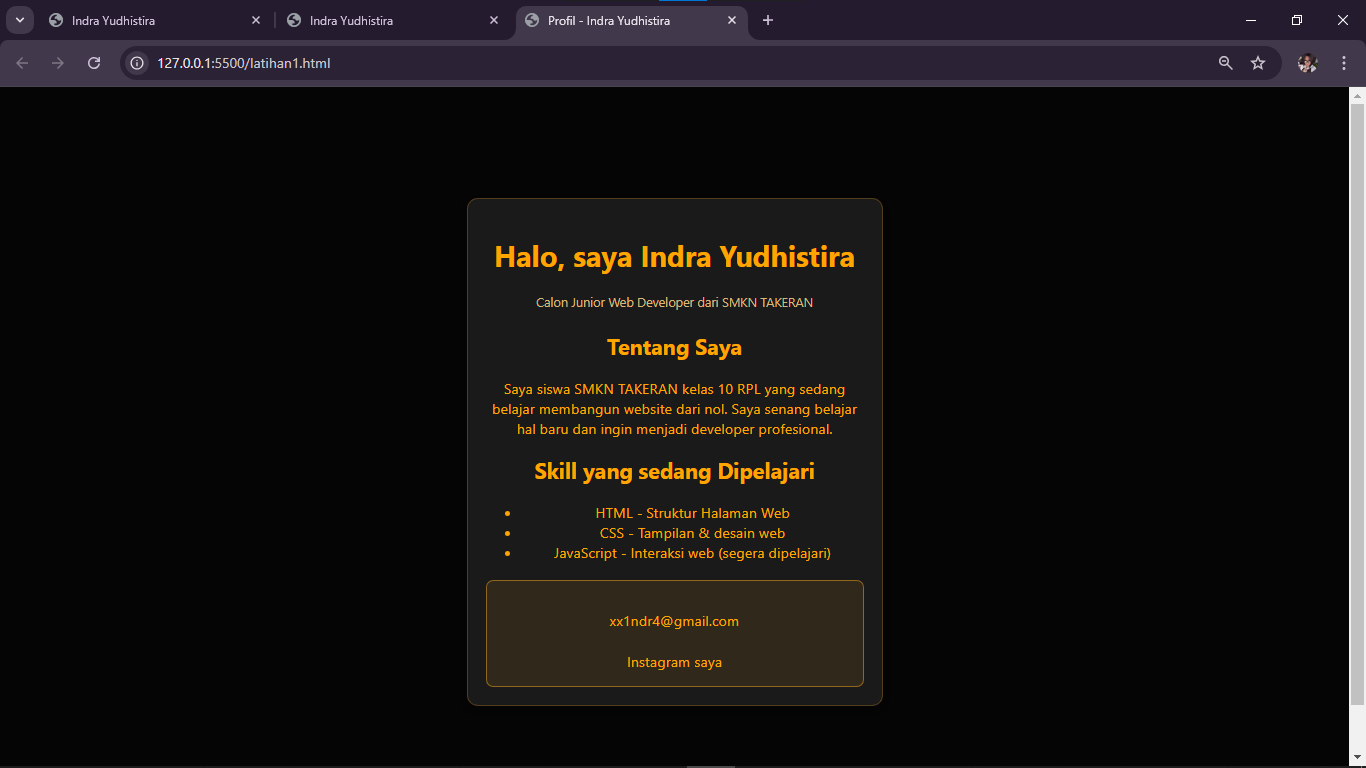 Indra Yudhistira
Indra Yudhistira
Profil - Indra Yudhistira
127.0.0.1:5500/latihan1.html
Halo, saya Indra Yudhistira
Calon Junior Web Developer dari SMKN TAKERAN
Tentang Saya
Saya siswa SMKN TAKERAN kelas 10 RPL yang sedang
belajar membangun website dari nol. Saya senang belajar
hal baru dan ingin menjadi developer profesional.
Skill yang sedang Dipelajari
• HTML - Struktur Halaman Web
• CSS - Tampilan & desain web
• JavaScript - Interaksi web (segera dipelajari)
xx1ndr4@gmail.com
Instagram saya